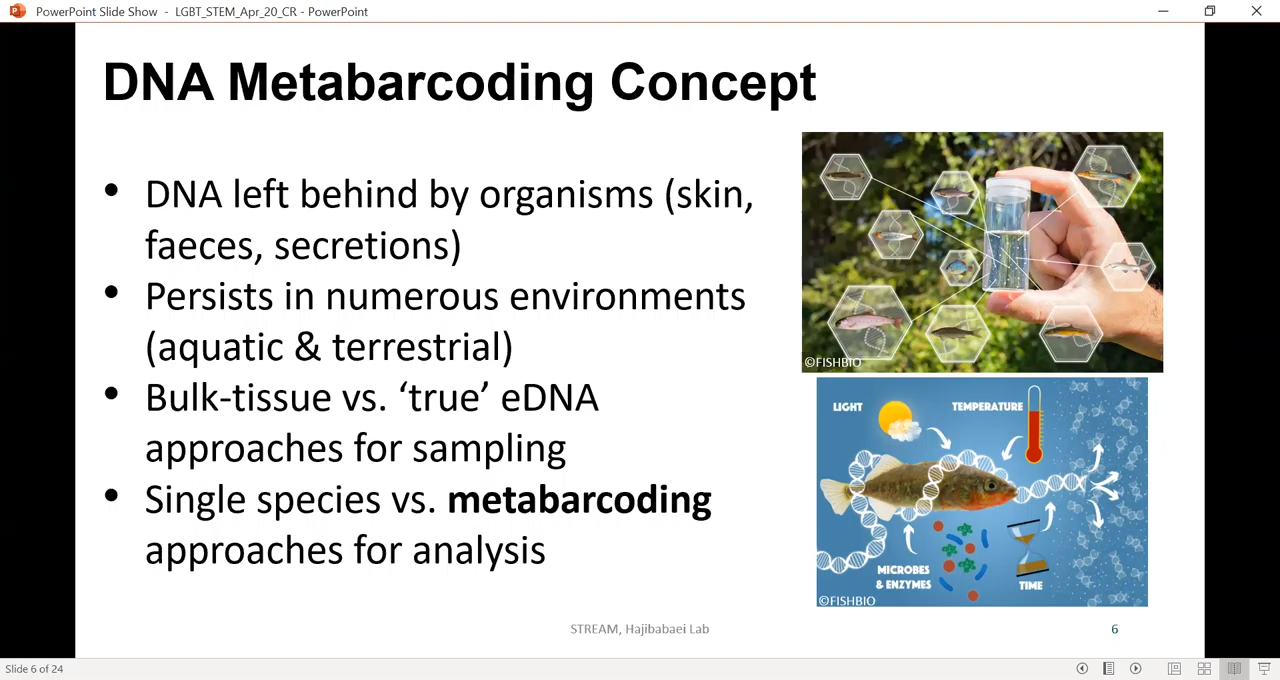 PowerPoint Slide Show - LGBT_STEM_Apr_20_CR - PowerPoint
DNA Metabarcoding Concept
• DNA left behind by organisms (skin,
faeces, secretions)
• Persists in numerous environments
(aquatic & terrestrial)
• Bulk-tissue vs. ‘true’ eDNA
approaches for sampling
• Single species vs. metabarcoding
approaches for analysis
©FISHBIO
LIGHT
TEMPERATURE
MICROBES
& ENZYMES
TIME
©FISHBIO
STREAM, Hajibabaei Lab
6
Slide 6 of 24